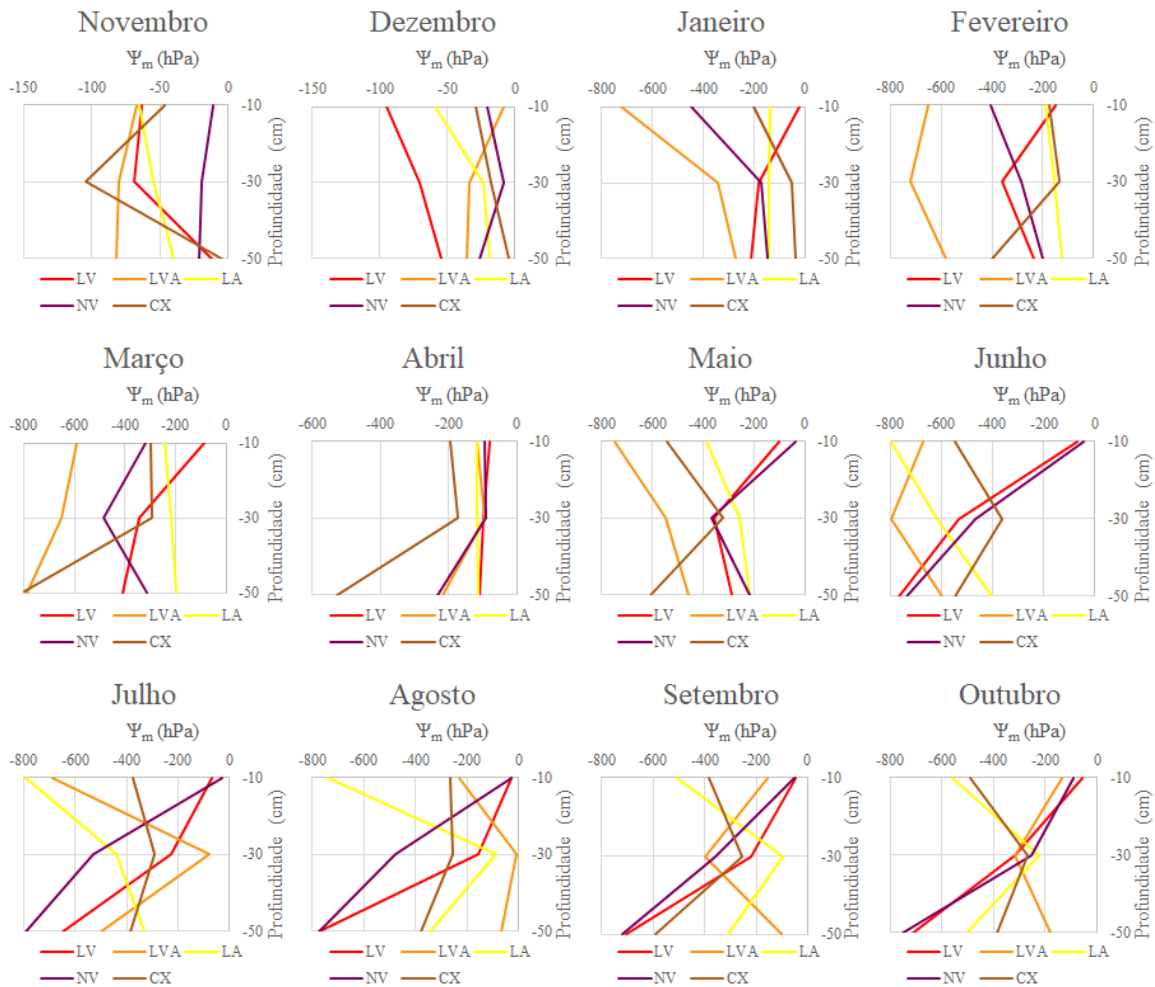 Novembro
Ψm (hPa)
-150 -100 -50 0
-10
-30
-50
Profundidade (cm)
LV LVA LA
NV CX
Dezembro
Ψm (hPa)
-150 -100 -50 0
-10
-30
-50
Profundidade (cm)
LV LVA LA
NV CX
Janeiro
Ψm (hPa)
-800 -600 -400 -200 0
-10
-30
-50
Profundidade (cm)
LV LVA LA
NV CX
Fevereiro
Ψm (hPa)
-800 -600 -400 -200 0
-10
-30
-50
Profundidade (cm)
LV LVA LA
NV CX
Março
Ψm (hPa)
-800 -600 -400 -200 0
-10
-30
-50
Profundidade (cm)
LV LVA LA
NV CX
Abril
Ψm (hPa)
-600 -400 -200 0
-10
-30
-50
Profundidade (cm)
LV LVA LA
NV CX
Maio
Ψm (hPa)
-800 -600 -400 -200 0
-10
-30
-50
Profundidade (cm)
LV LVA LA
NV CX
Junho
Ψm (hPa)
-800 -600 -400 -200 0
-10
-30
-50
Profundidade (cm)
LV LVA LA
NV CX
Julho
Ψm (hPa)
-800 -600 -400 -200 0
-10
-30
-50
Profundidade (cm)
LV LVA LA
NV CX
Agosto
Ψm (hPa)
-800 -600 -400 -200 0
-10
-30
-50
Profundidade (cm)
LV LVA LA
NV CX
Setembro
Ψm (hPa)
-800 -600 -400 -200 0
-10
-30
-50
Profundidade (cm)
LV LVA LA
NV CX
Outubro
Ψm (hPa)
-800 -600 -400 -200 0
-10
-30
-50
Profundidade (cm)
LV LVA LA
NV CX